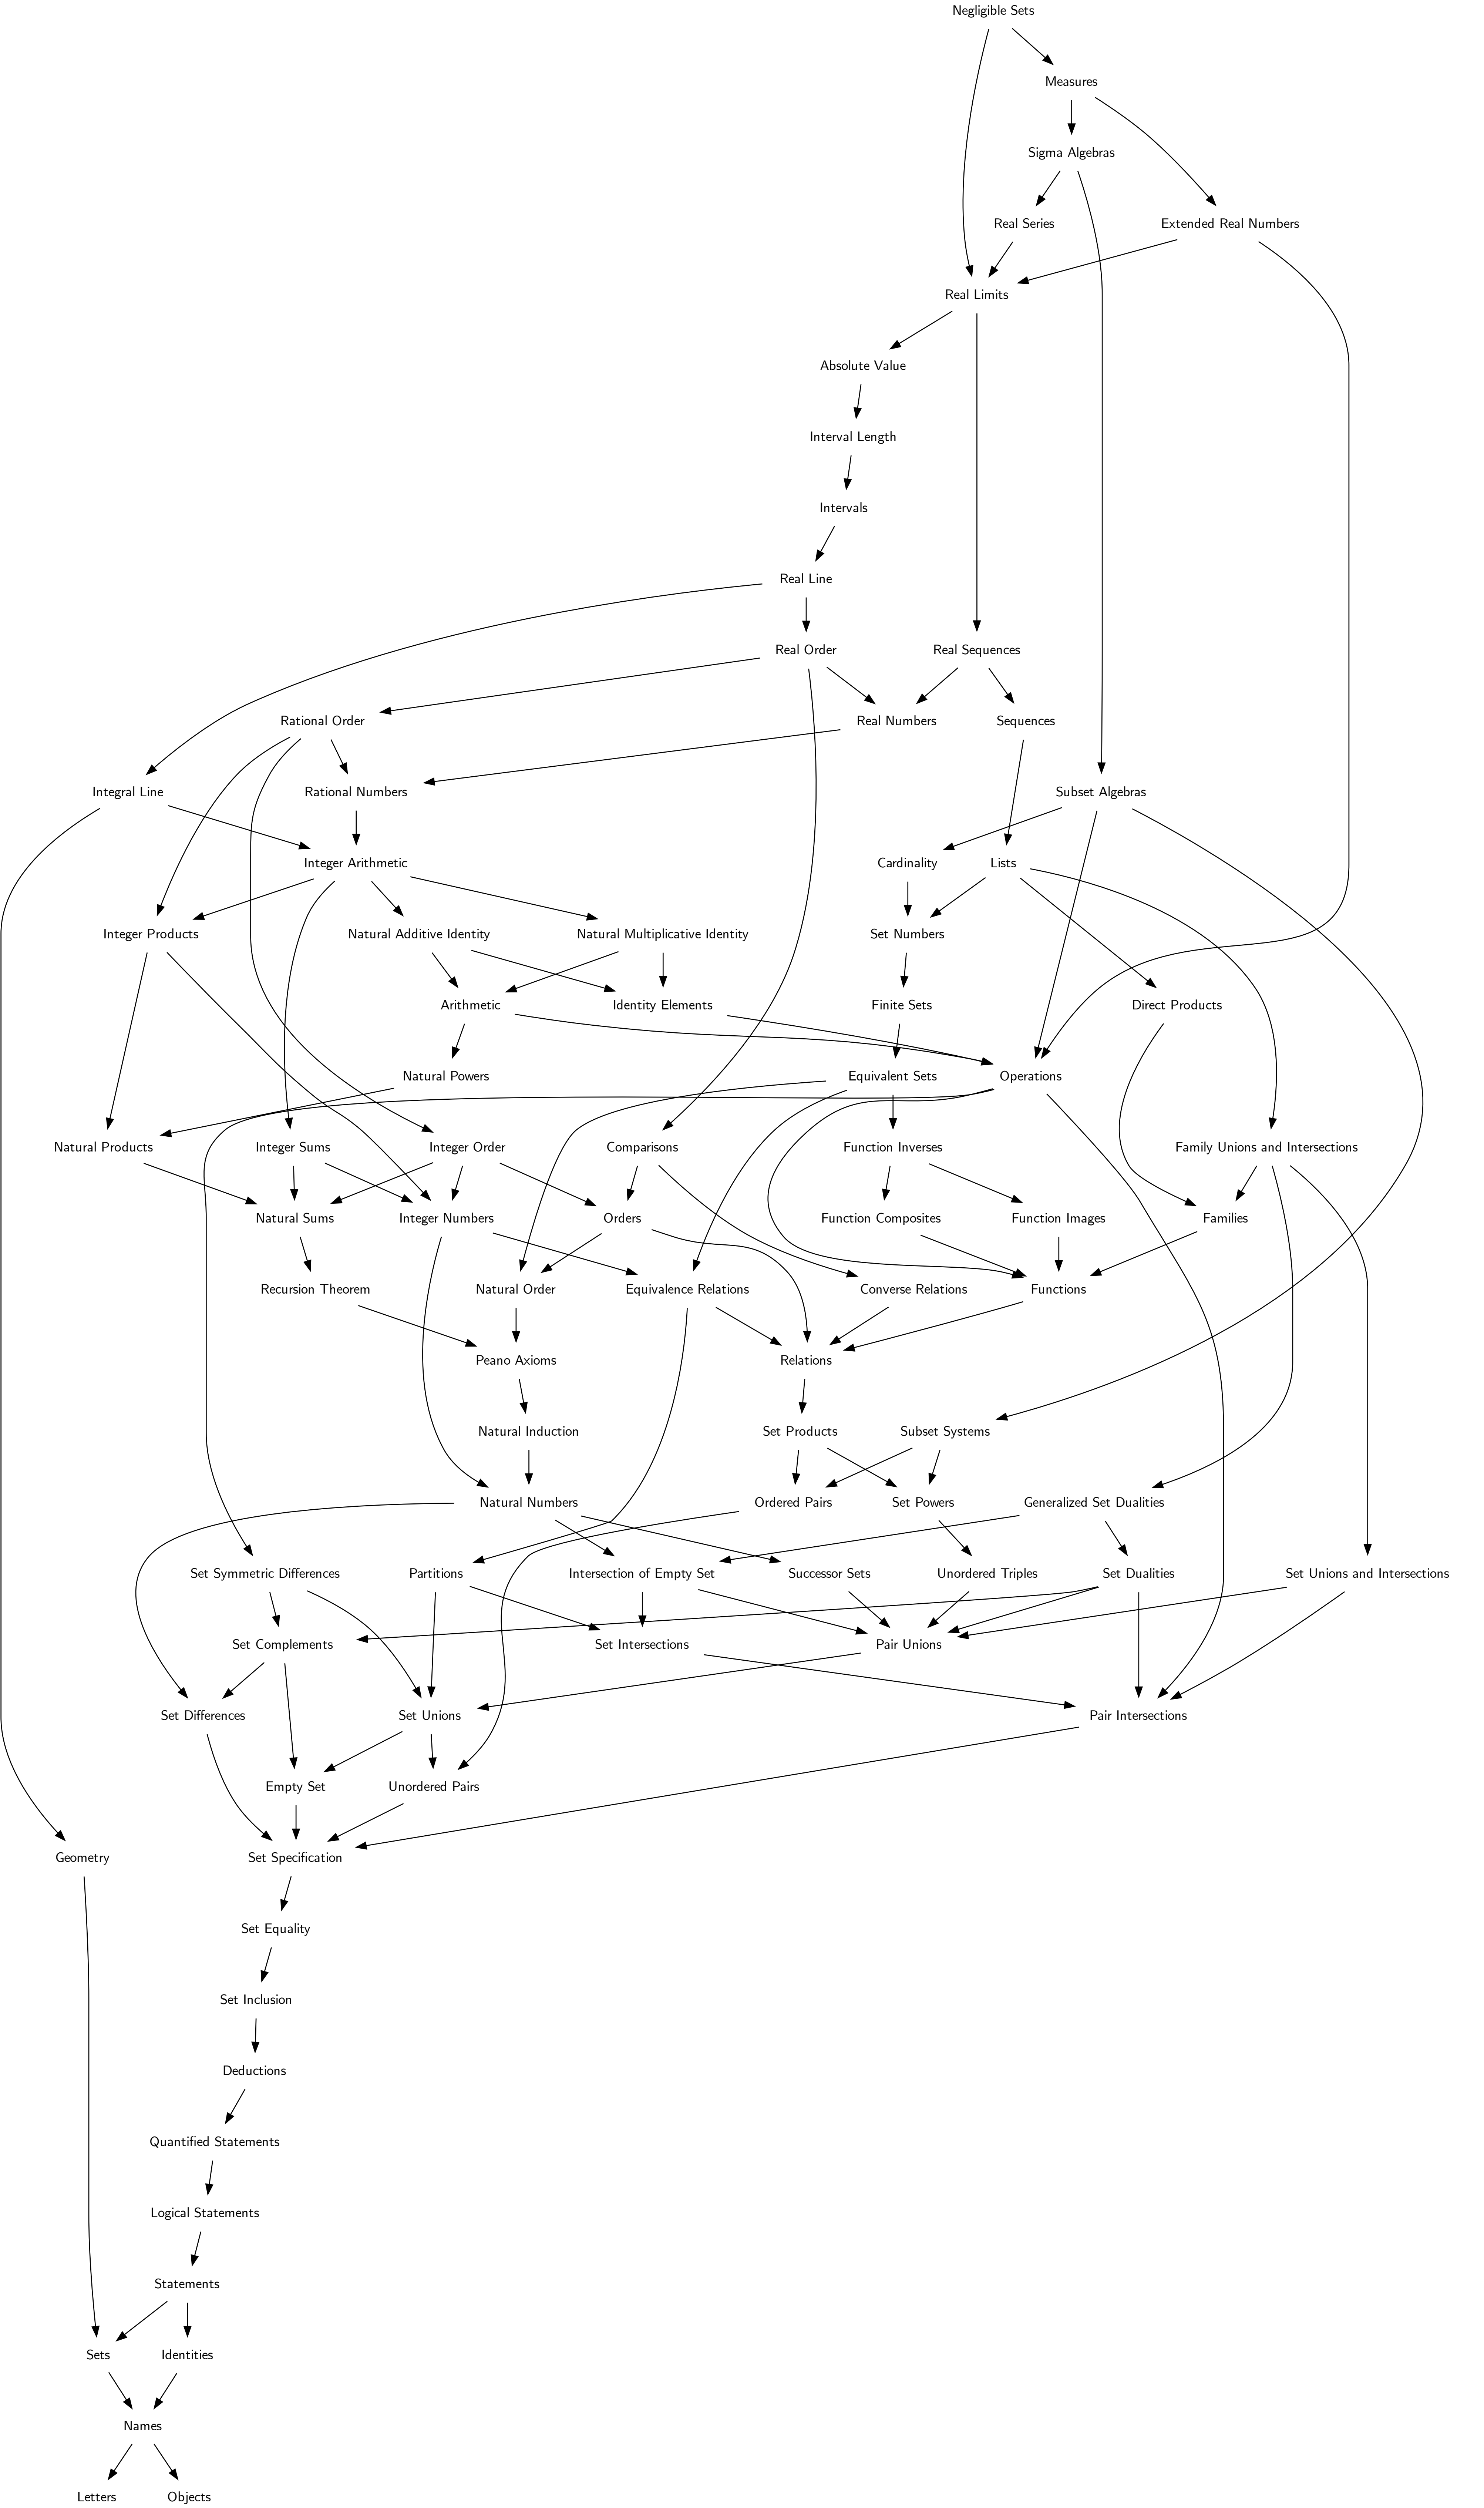 Negligible Sets
Measures
Sigma Algebras
Real Series
Extended Real Numbers
Real Limits
Absolute Value
Interval Length
Intervals
Real Line
Real Order
Real Sequences
Rational Order
Real Numbers
Sequences
Integral Line
Rational Numbers
Subset Algebras
Integer Arithmetic
Cardinality
Lists
Integer Products
Natural Additive Identity
Natural Multiplicative Identity
Set Numbers
Arithmetic
Identity Elements
Finite Sets
Direct Products
Natural Powers
Equivalent Sets
Operations
Natural Products
Integer Sums
Integer Order
Comparisons
Function Inverses
Family Unions and Intersections
Natural Sums
Integer Numbers
Orders
Function Composites
Function Images
Families
Recursion Theorem
Natural Order
Equivalence Relations
Converse Relations
Functions
Peano Axioms
Relations
Natural Induction
Set Products
Subset Systems
Natural Numbers
Ordered Pairs
Set Powers
Generalized Set Dualities
Set Symmetric Differences
Partitions
Intersection of Empty Set
Successor Sets
Unordered Triples
Set Dualities
Set Unions and Intersections
Set Complements
Set Intersections
Pair Unions
Set Differences
Set Unions
Pair Intersections
Empty Set
Unordered Pairs
Geometry
Set Specification
Set Equality
Set Inclusion
Deductions
Quantified Statements
Logical Statements
Statements
Sets
Identities
Names
Letters
Objects